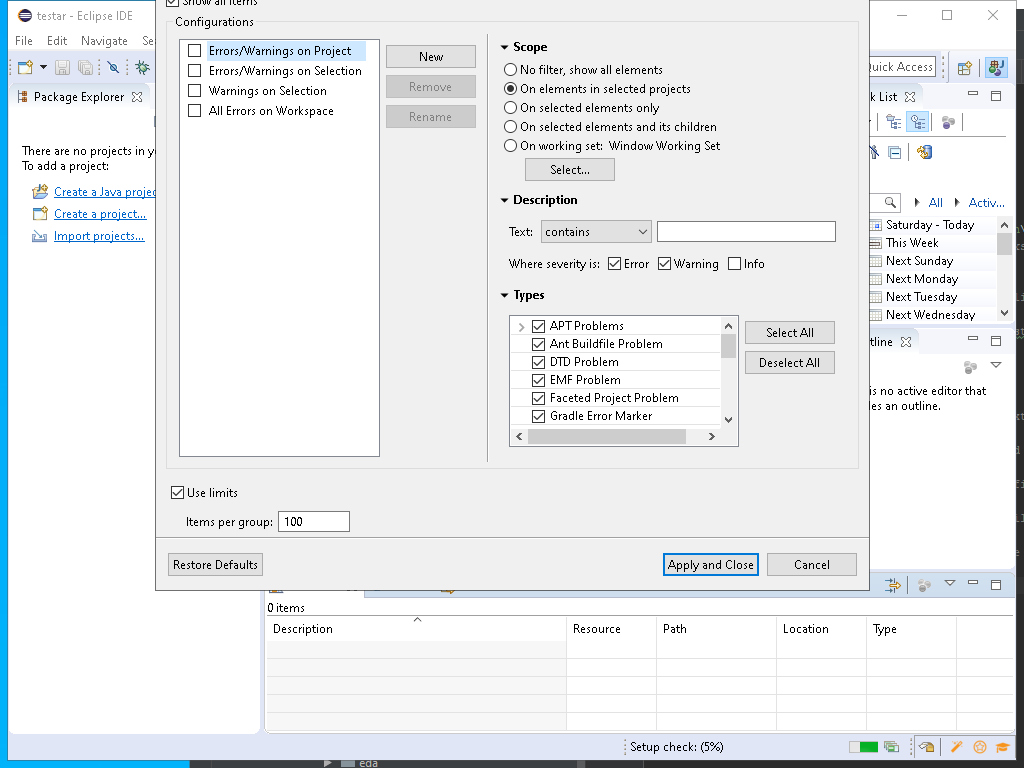 testar - Eclipse IDE
Show all items
File Edit Navigate Se
Configurations
Errors/Warnings on Project
Errors/Warnings on Selection
Warnings on Selection
All Errors on Workspace
New
Remove
Rename
Scope
No filter, show all elements
On elements in selected projects
On selected elements only
On selected elements and its children
On working set: Window Working Set
Select...
Description
Text: contains
Where severity is: Error Warning Info
Types
APT Problems
Ant Buildfile Problem
DTD Problem
EMF Problem
Faceted Project Problem
Gradle Error Marker
Select All
Deselect All
Use limits
Items per group: 100
Restore Defaults
Apply and Close
Cancel
Package Explorer
There are no projects in y
To add a project:
Create a Java projec
Create a project...
Import projects...
Quick Access
k List
All Activ...
Saturday - Today
This Week
Next Sunday
Next Monday
Next Tuesday
Next Wednesday
tline
is no active editor that
les an outline.
0 items
Description Resource Path Location Type
Setup check: (5%)
eda